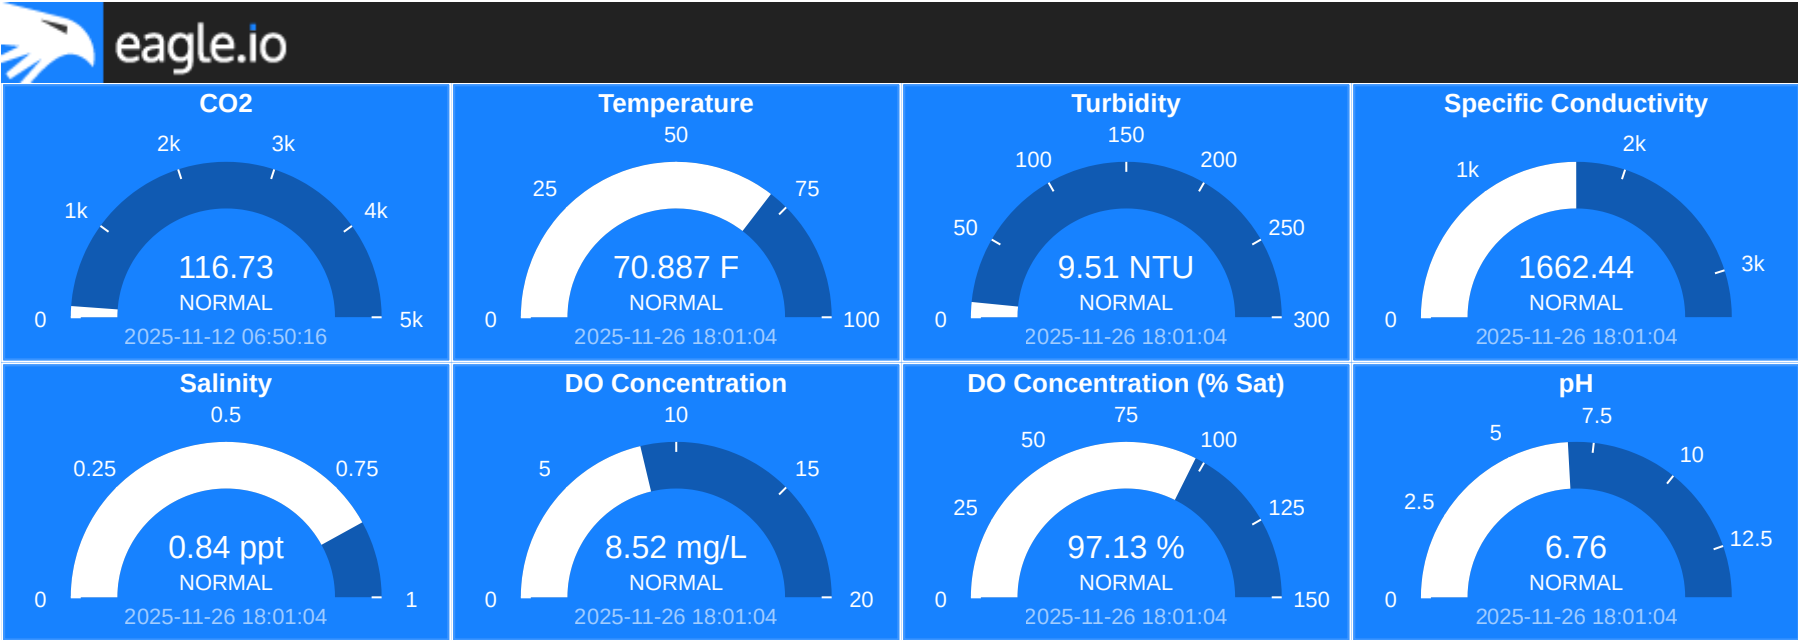 eagle.io
CO2
0
1k
2k
3k
4k
5k
116.73
NORMAL
2025-11-12 06:50:16
Temperature
0
25
50
75
100
70.887 F
NORMAL
2025-11-26 18:01:04
Turbidity
0
50
100
150
200
250
300
9.51 NTU
NORMAL
2025-11-26 18:01:04
Specific Conductivity
0
1k
2k
3k
1662.44
NORMAL
2025-11-26 18:01:04
Salinity
0
0.25
0.5
0.75
1
0.84 ppt
NORMAL
2025-11-26 18:01:04
DO Concentration
0
5
10
15
20
8.52 mg/L
NORMAL
2025-11-26 18:01:04
DO Concentration (% Sat)
0
25
50
75
100
125
150
97.13 %
NORMAL
2025-11-26 18:01:04
pH
0
2.5
5
7.5
10
12.5
6.76
NORMAL
2025-11-26 18:01:04